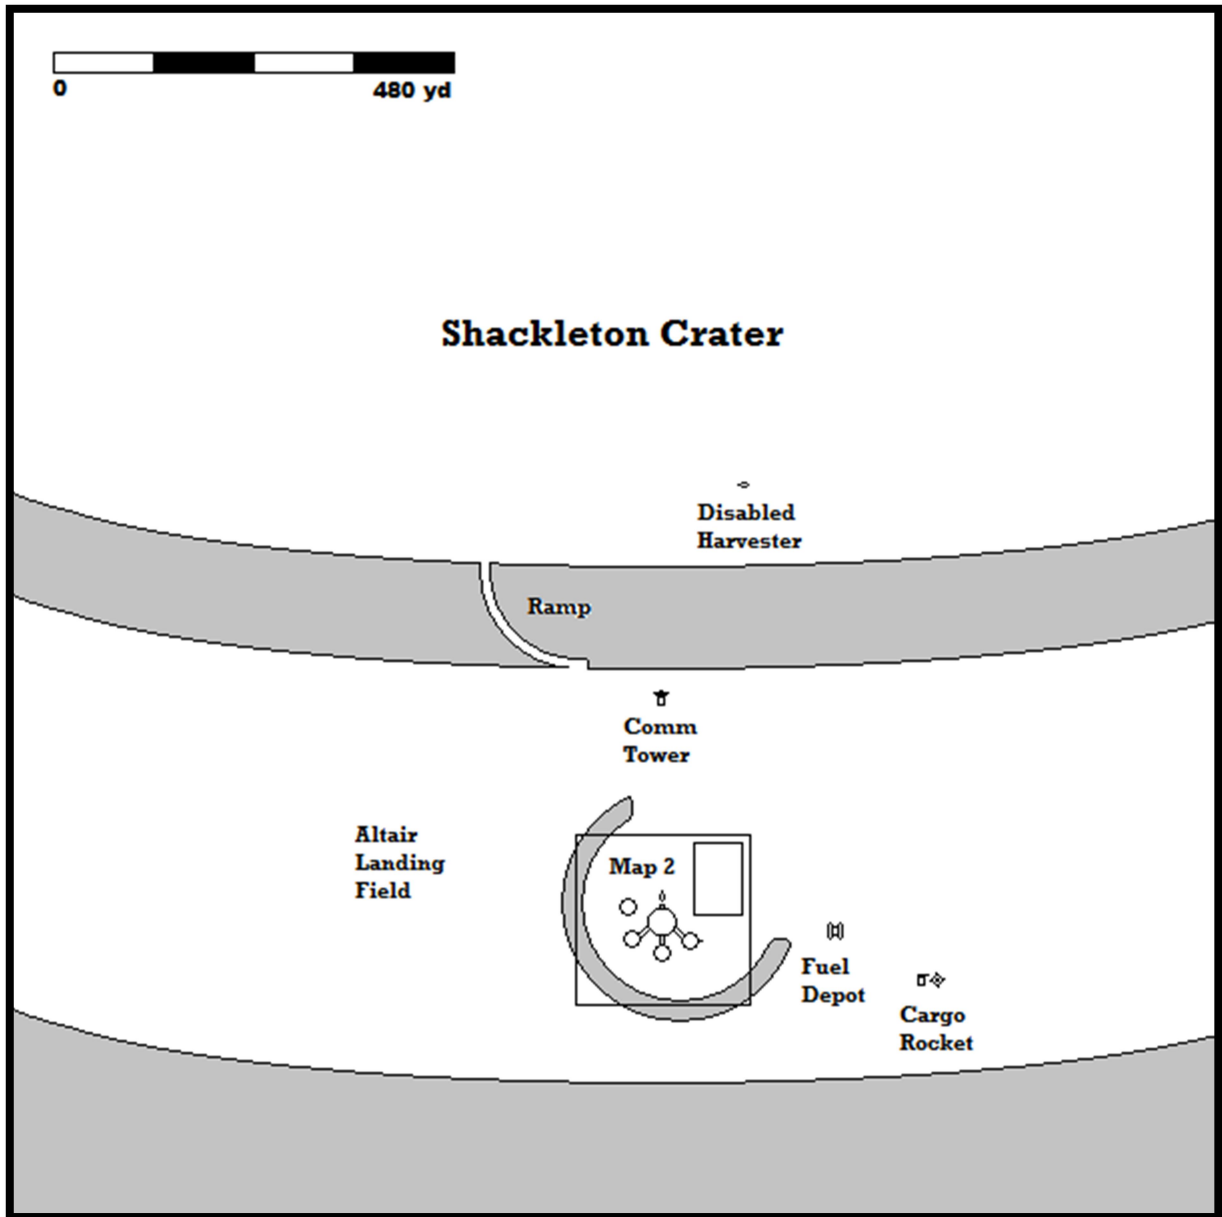 0 480 yd
Shackleton Crater
Disabled
Harvester
Ramp
Comm
Tower
Altair
Landing
Field
Map 2
Fuel
Depot
Cargo
Rocket